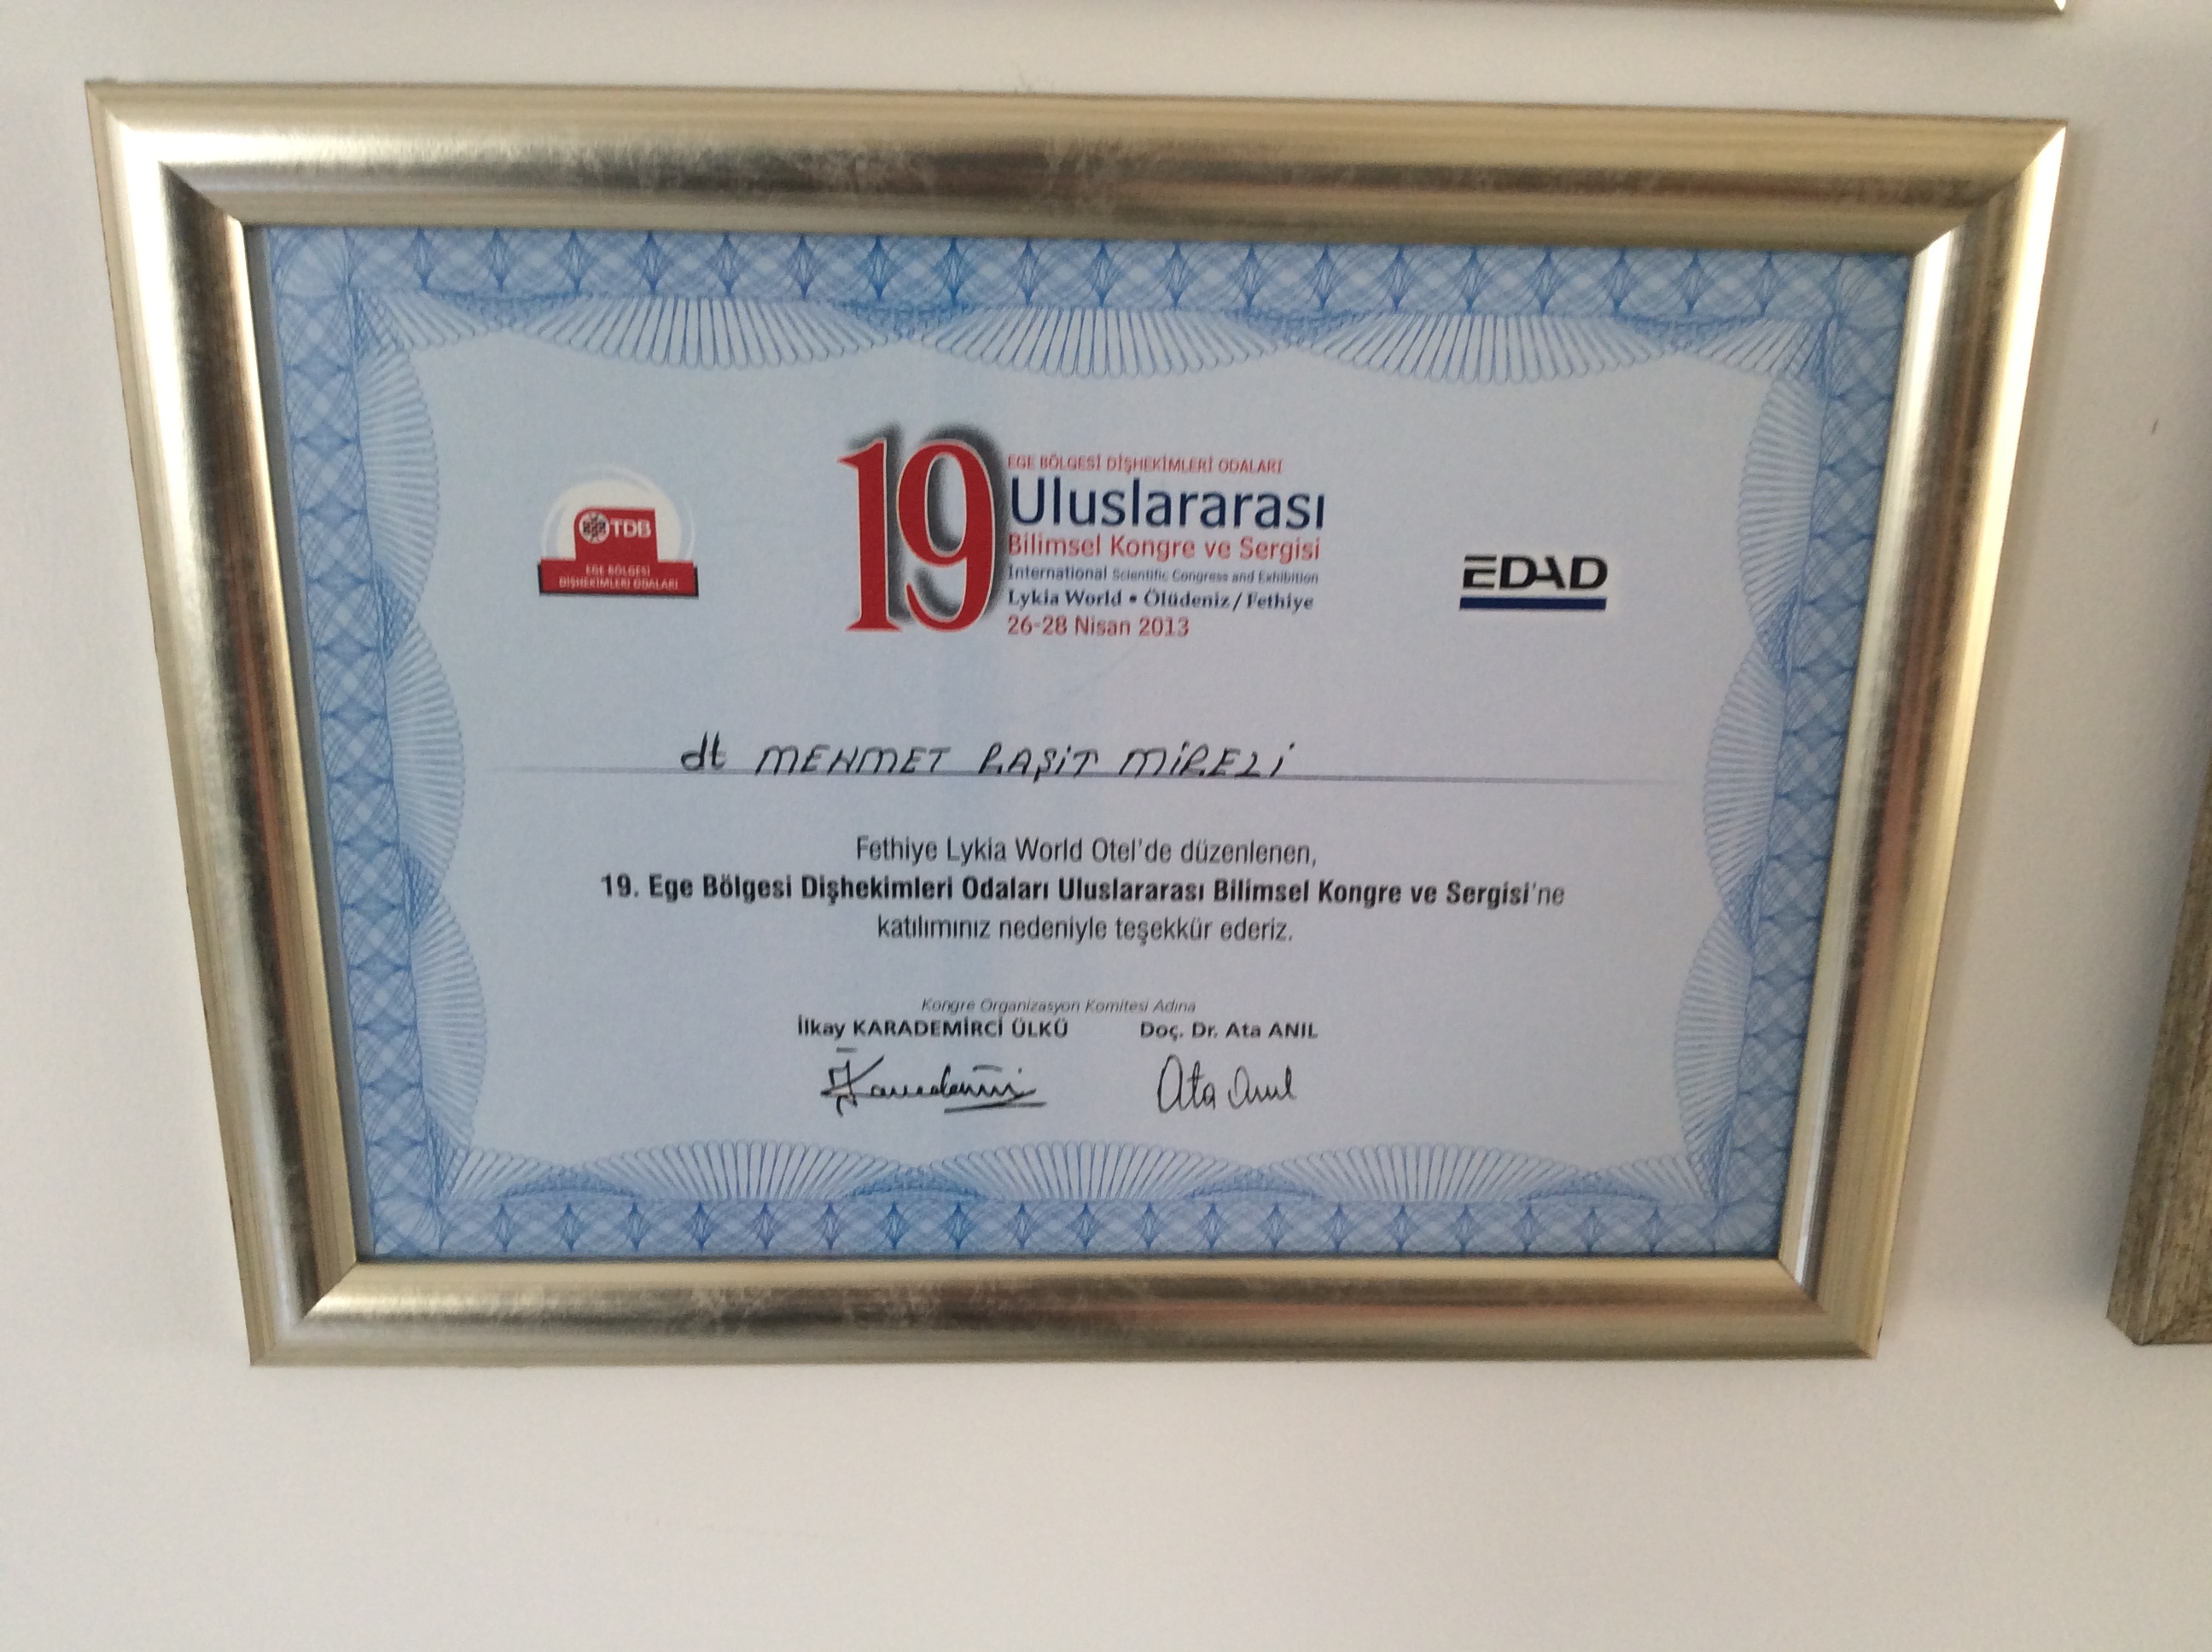 TDB
EGE BÖLGESİ
DİŞHEKİMLERİ ODALARI
19
EGE BÖLGESİ DİŞHEKİMLERİ ODALARI
Uluslararası
Bilimsel Kongre ve Sergisi
International Scientific Congress and Exhibition
Lykia World • Ölüdeniz / Fethiye
26-28 Nisan 2013
EDAD
dt MEHMET RAŞİT MİRELİ
Fethiye Lykia World Otel'de düzenlenen,
19. Ege Bölgesi Dişhekimleri Odaları Uluslararası Bilimsel Kongre ve Sergisi'ne
katılımınız nedeniyle teşekkür ederiz.
Kongre Organizasyon Komitesi Adına
İlkay KARADEMİRCİ ÜLKÜ Doç. Dr. Ata ANIL
Ata Anıl